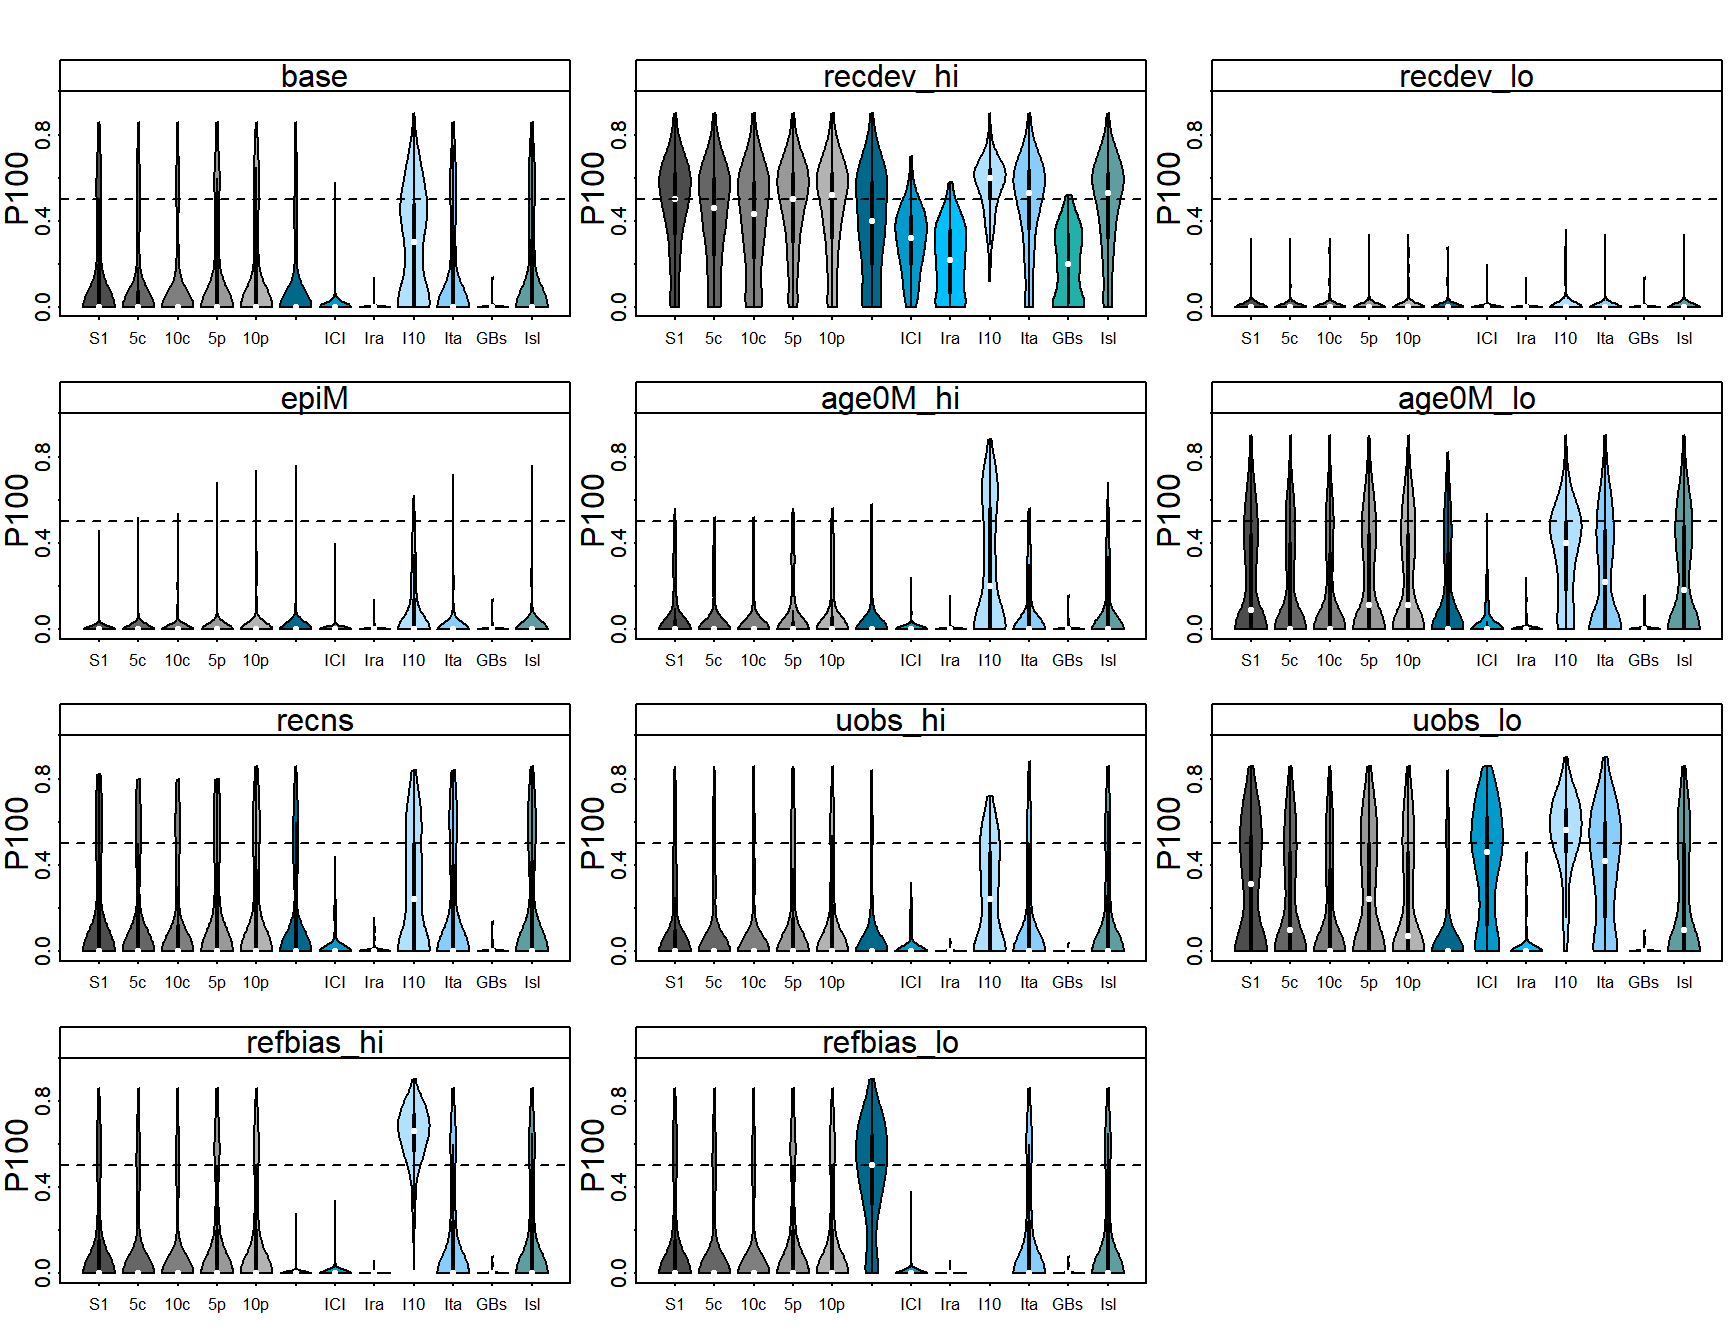 base recdev_hi recdev_lo
P100 0.0 0.4 0.8 P100 0.0 0.4 0.8 P100 0.0 0.4 0.8
S1 5c 10c 5p 10p ICI Ira I10 Ita GBs Isl S1 5c 10c 5p 10p ICI Ira I10 Ita GBs Isl S1 5c 10c 5p 10p ICI Ira I10 Ita GBs Isl
epiM age0M_hi age0M_lo
P100 0.0 0.4 0.8 P100 0.0 0.4 0.8 P100 0.0 0.4 0.8
S1 5c 10c 5p 10p ICI Ira I10 Ita GBs Isl S1 5c 10c 5p 10p ICI Ira I10 Ita GBs Isl S1 5c 10c 5p 10p ICI Ira I10 Ita GBs Isl
recns uobs_hi uobs_lo
P100 0.0 0.4 0.8 P100 0.0 0.4 0.8 P100 0.0 0.4 0.8
S1 5c 10c 5p 10p ICI Ira I10 Ita GBs Isl S1 5c 10c 5p 10p ICI Ira I10 Ita GBs Isl S1 5c 10c 5p 10p ICI Ira I10 Ita GBs Isl
refbias_hi refbias_lo
P100 0.0 0.4 0.8 P100 0.0 0.4 0.8
S1 5c 10c 5p 10p ICI Ira I10 Ita GBs Isl S1 5c 10c 5p 10p ICI Ira I10 Ita GBs Isl